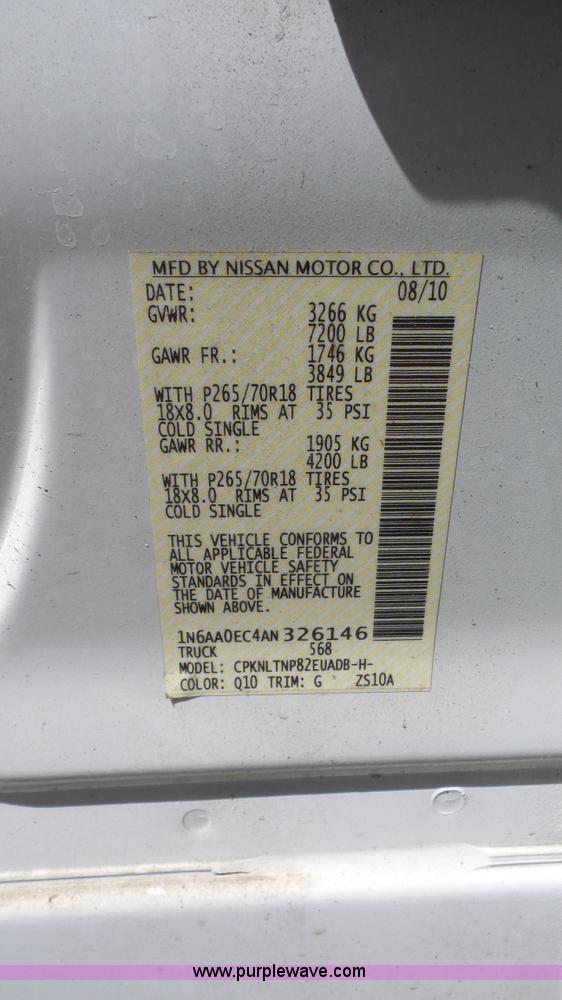 MFD BY NISSAN MOTOR CO., LTD.
DATE: 08/10
GVWR: 3266 KG
7200 LB
GAWR FR.: 1746 KG
3849 LB
WITH P265/70R18 TIRES
18X8.0 RIMS AT 35 PSI
COLD SINGLE
GAWR RR.: 1905 KG
4200 LB
WITH P265/70R18 TIRES
18X8.0 RIMS AT 35 PSI
COLD SINGLE
THIS VEHICLE CONFORMS TO
ALL APPLICABLE FEDERAL
MOTOR VEHICLE SAFETY
STANDARDS IN EFFECT ON
THE DATE OF MANUFACTURE
SHOWN ABOVE.
1N6AA0EC4AN 326146
TRUCK 568
MODEL: CPKNLTNP82EUADB-H-
COLOR: Q10 TRIM: G ZS10A
www.purplewave.com